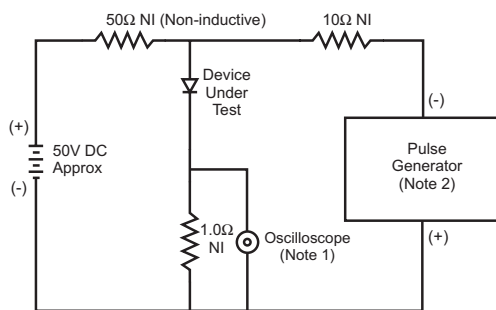 50Ω NI (Non-inductive)
10Ω NI
Device
Under
Test
(+)
50V DC
Approx
(-)
1.0Ω
NI
Oscilloscope
(Note 1)
(-)
Pulse
Generator
(Note 2)
(+)